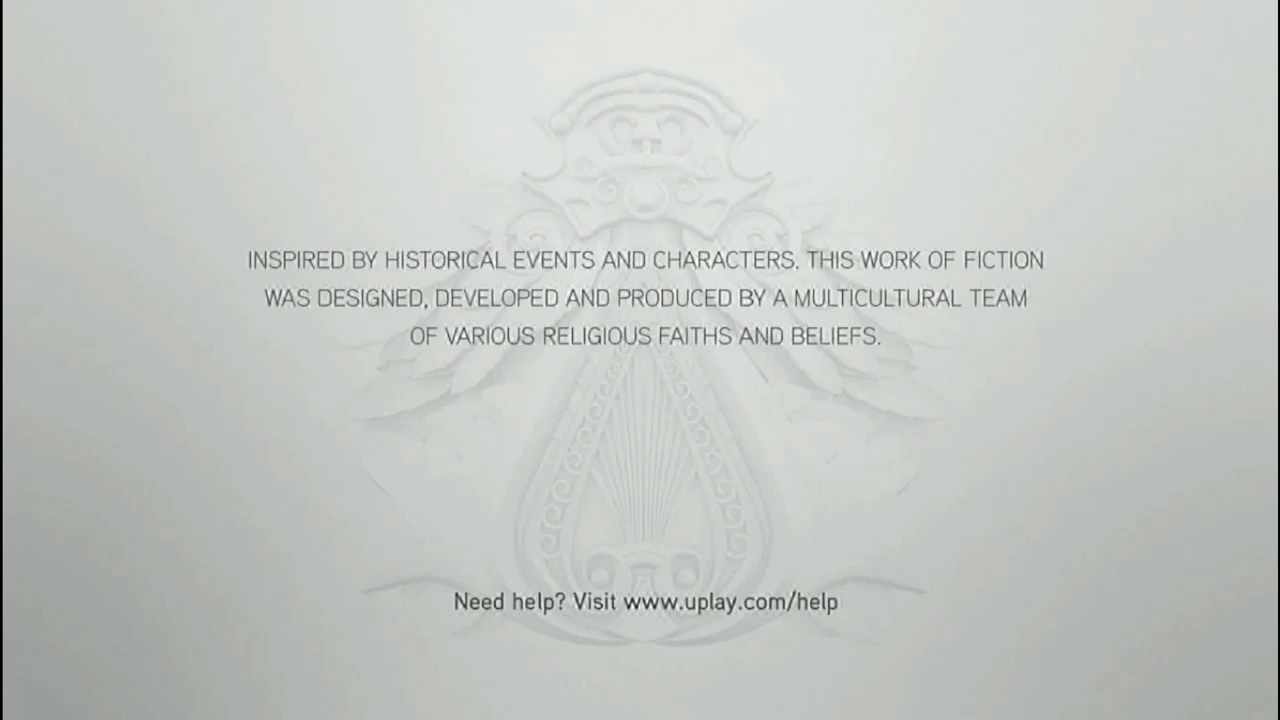 INSPIRED BY HISTORICAL EVENTS AND CHARACTERS. THIS WORK OF FICTION
WAS DESIGNED, DEVELOPED AND PRODUCED BY A MULTICULTURAL TEAM
OF VARIOUS RELIGIOUS FAITHS AND BELIEFS.
Need help? Visit www.uplay.com/help